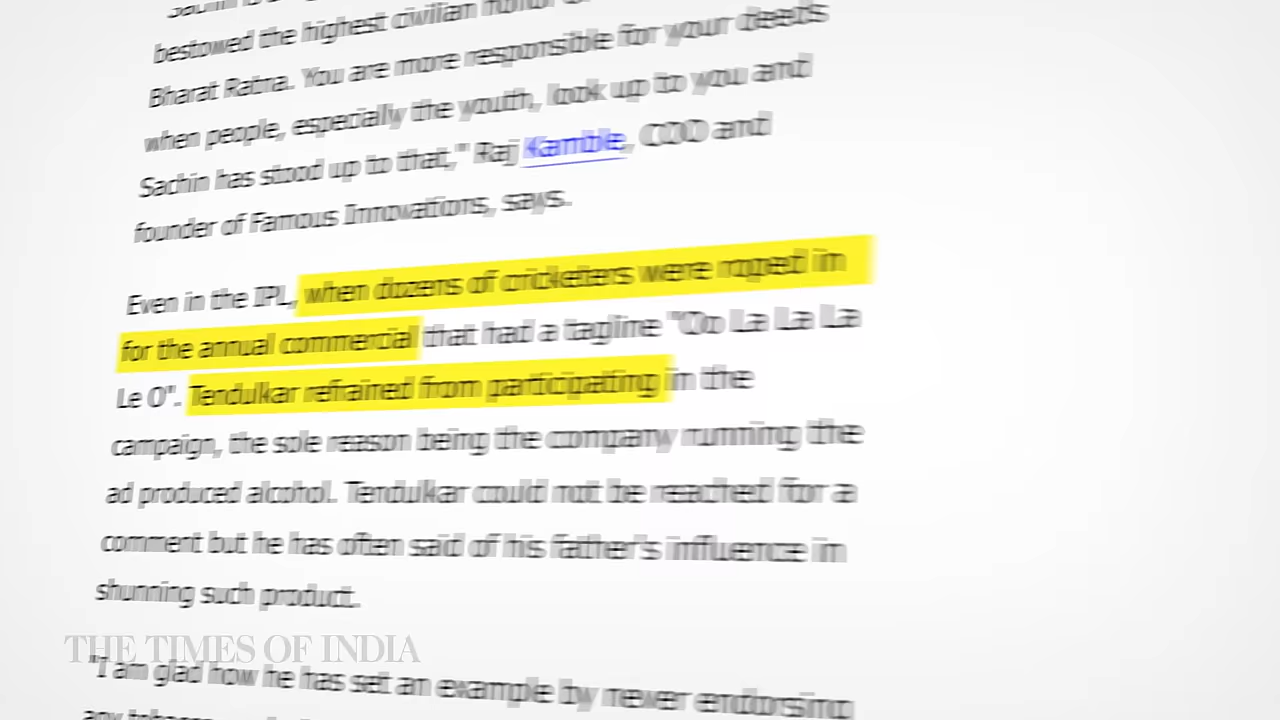 bestowed the highest civilian honor
Bharat Ratna. You are more responsible for your deeds
when people, especially the youth, look up to you and
Sachin has stood up to that," Raj Kamble, COO and
founder of Famous Innovations, says.
Even in the IPL, when dozens of cricketers were roped in
for the annual commercial that had a tagline "Oo La La La
Le O". Tendulkar refrained from participating in the
campaign, the sole reason being the company running the
ad produced alcohol. Tendulkar could not be reached for a
comment but he has often said of his father's influence in
shunning such product.
THE TIMES OF INDIA
"I am glad how he has set an example by never endorsing
any